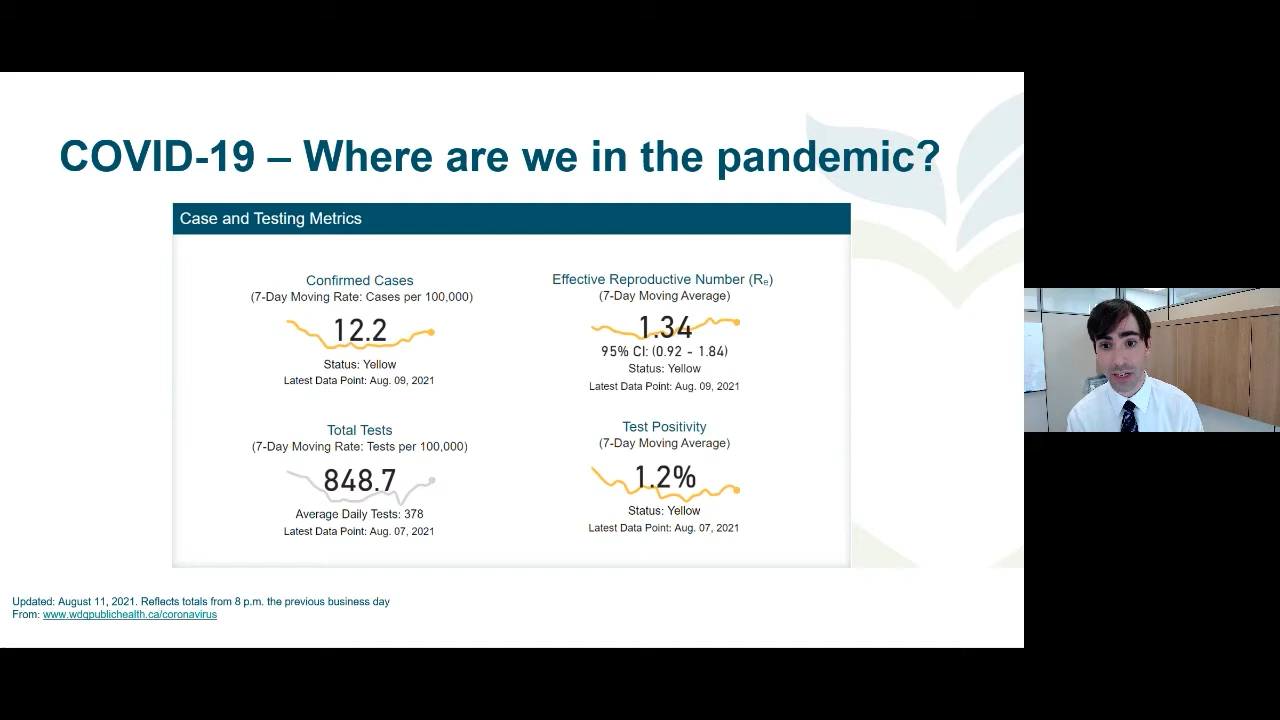 COVID-19 – Where are we in the pandemic?
Case and Testing Metrics
Confirmed Cases
(7-Day Moving Rate: Cases per 100,000)
12.2
Status: Yellow
Latest Data Point: Aug. 09, 2021
Effective Reproductive Number (Rₑ)
(7-Day Moving Average)
1.34
95% CI: (0.92 - 1.84)
Status: Yellow
Latest Data Point: Aug. 09, 2021
Total Tests
(7-Day Moving Rate: Tests per 100,000)
848.7
Average Daily Tests: 378
Latest Data Point: Aug. 07, 2021
Test Positivity
(7-Day Moving Average)
1.2%
Status: Yellow
Latest Data Point: Aug. 07, 2021
Updated: August 11, 2021. Reflects totals from 8 p.m. the previous business day
From: www.wdgpublichealth.ca/coronavirus